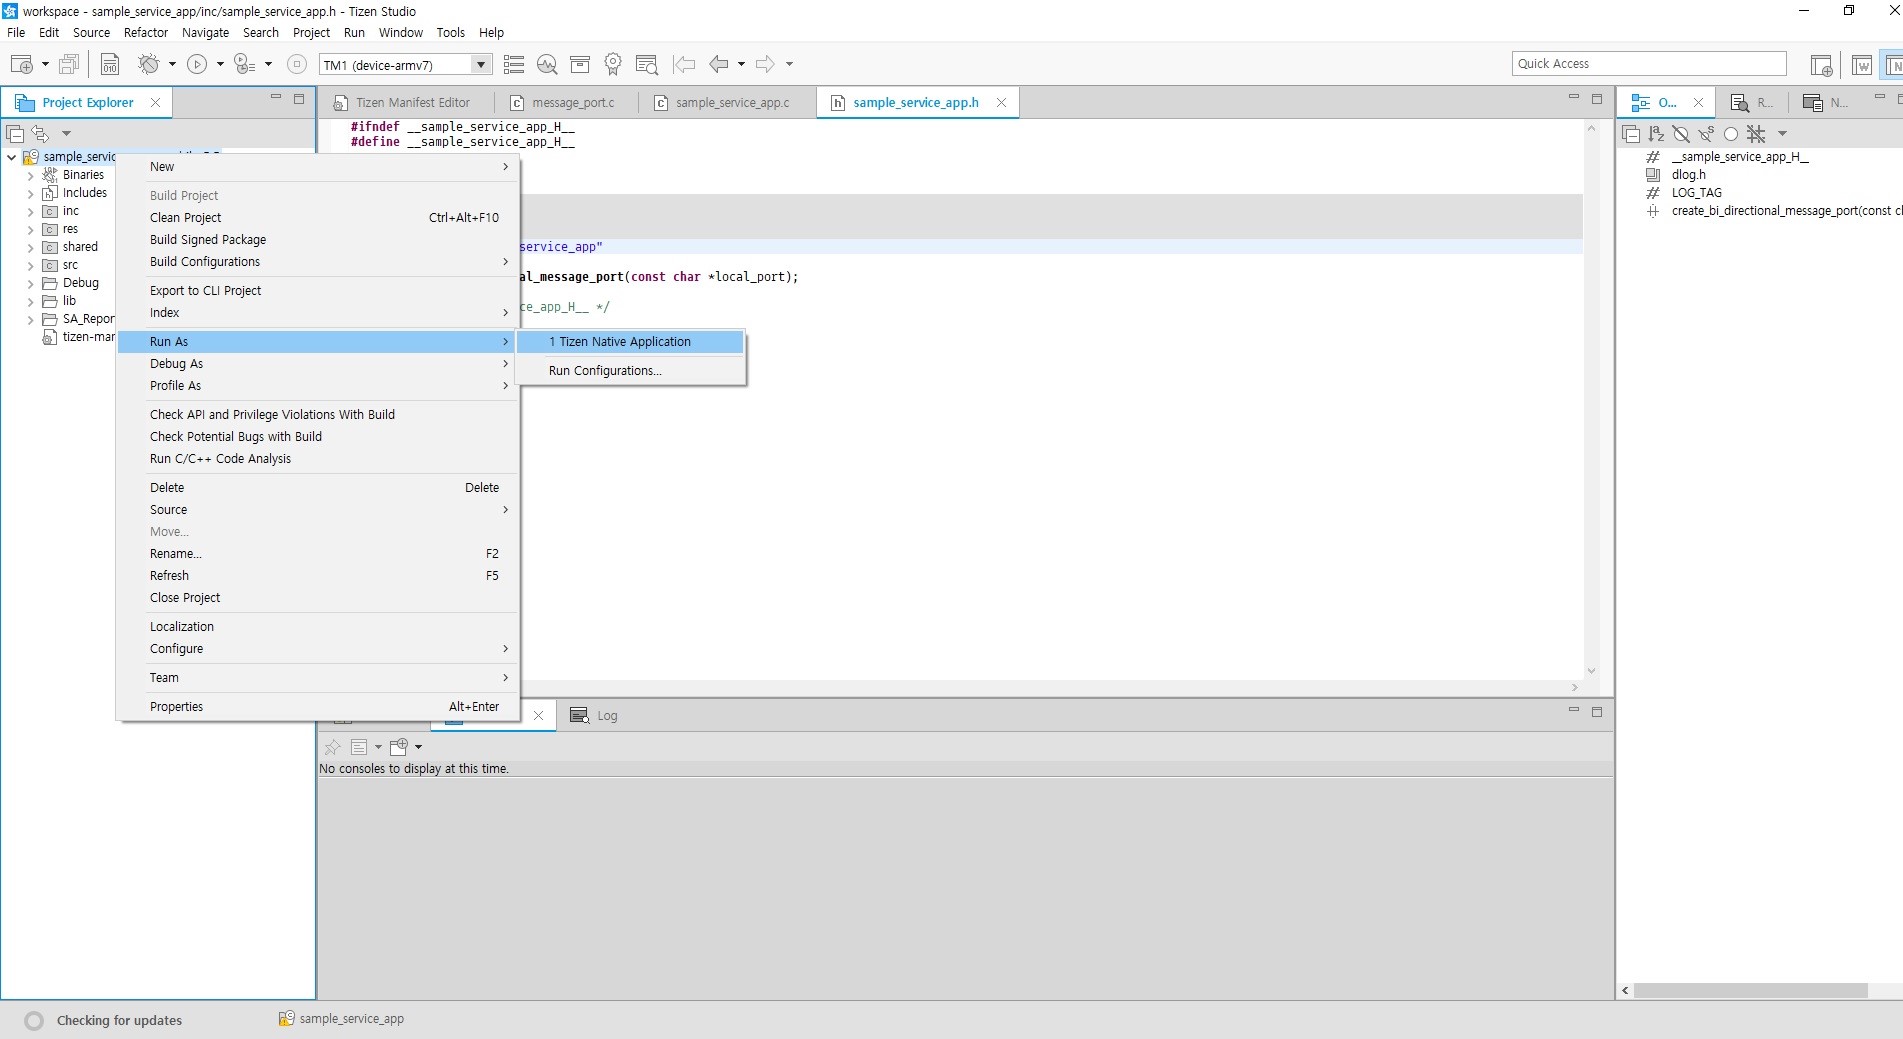 workspace - sample_service_app/inc/sample_service_app.h - Tizen Studio
File Edit Source Refactor Navigate Search Project Run Window Tools Help
TM1 (device-armv7)
Quick Access
Project Explorer
Tizen Manifest Editor
message_port.c
sample_service_app.c
sample_service_app.h
O...
R...
N...
#ifndef __sample_service_app_H__
#define __sample_service_app_H__
service_app"
al_message_port(const char *local_port);
ce_app_H__ */
sample_servic
Binaries
Includes
inc
res
shared
src
Debug
lib
SA_Repor
tizen-mar
New
Build Project
Clean Project Ctrl+Alt+F10
Build Signed Package
Build Configurations
Export to CLI Project
Index
Run As
Debug As
Profile As
Check API and Privilege Violations With Build
Check Potential Bugs with Build
Run C/C++ Code Analysis
Delete Delete
Source
Move...
Rename... F2
Refresh F5
Close Project
Localization
Configure
Team
Properties Alt+Enter
1 Tizen Native Application
Run Configurations...
__sample_service_app_H__
dlog.h
LOG_TAG
create_bi_directional_message_port(const cl
Log
No consoles to display at this time.
Checking for updates
sample_service_app